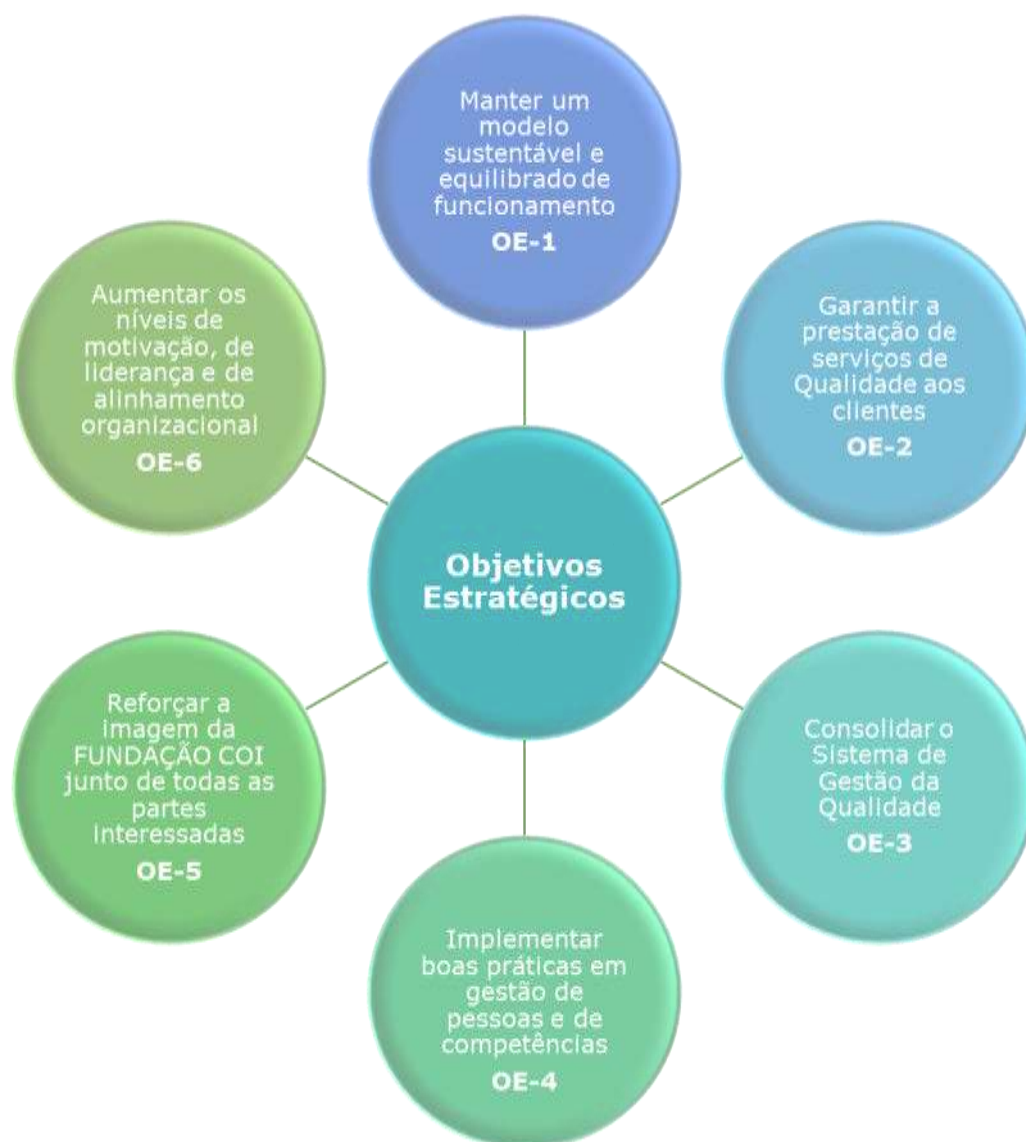 Manter um
modelo
sustentável e
equilibrado de
funcionamento
OE-1
Garantir a
prestação de
serviços de
Qualidade aos
clientes
OE-2
Consolidar o
Sistema de
Gestão da
Qualidade
OE-3
Implementar
boas práticas em
gestão de
pessoas e de
competências
OE-4
Reforçar a
imagem da
FUNDAÇÃO COI
junto de todas as
partes
interessadas
OE-5
Aumentar os
níveis de
motivação, de
liderança e de
alinhamento
organizacional
OE-6
Objetivos
Estratégicos